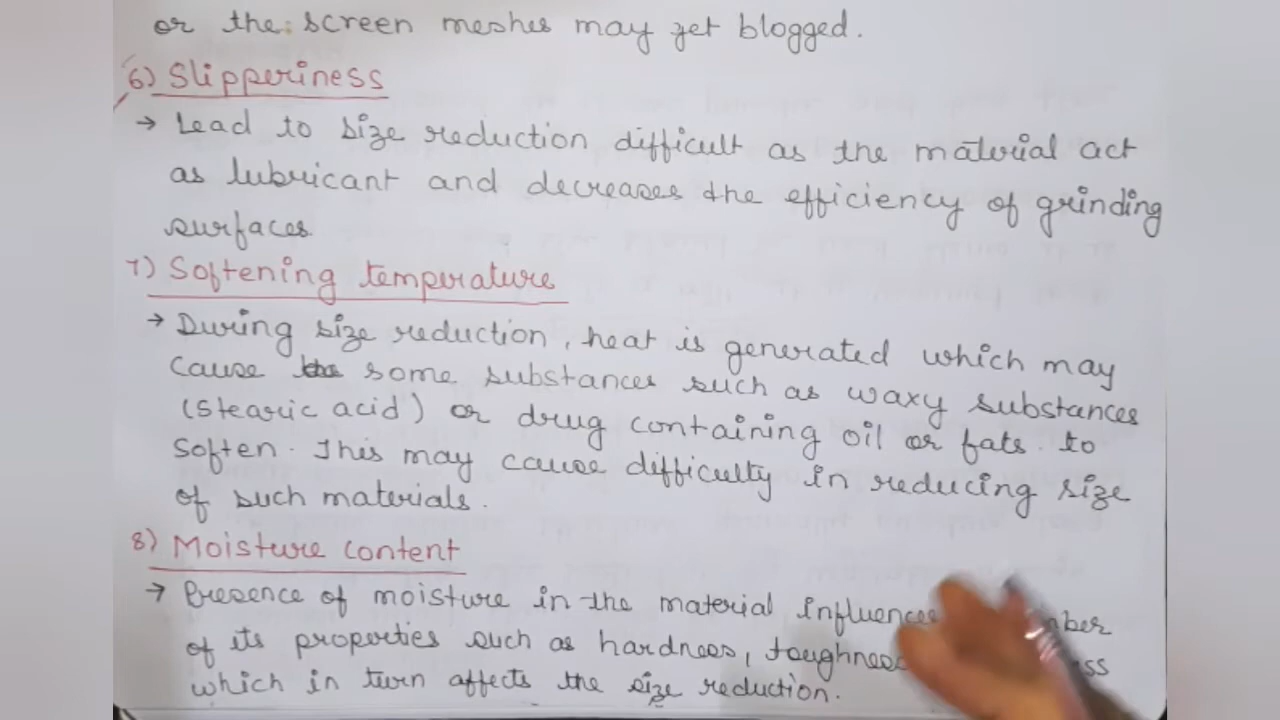 or the screen meshes may get blogged.
6) Slipperiness
→ Lead to size reduction difficult as the material act
as lubricant and decreases the efficiency of grinding
surfaces
7) Softening temperature
→ During size reduction, heat is generated which may
cause some substances such as waxy substances
(stearic acid) or drug containing oil or fats. to
soften. This may cause difficulty in reducing size
of such materials.
8) Moisture content
→ Presence of moisture in the material influences
of its properties such as hardness, toughness
which in turn affects the size reduction.